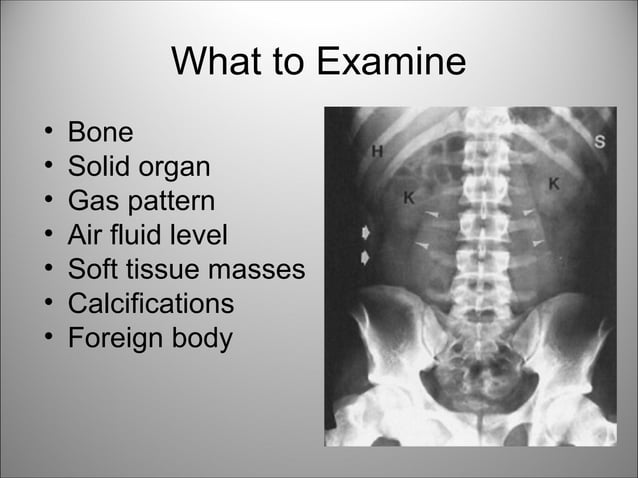 What to Examine
• Bone
• Solid organ
• Gas pattern
• Air fluid level
• Soft tissue masses
• Calcifications
• Foreign body
H
S
K
K